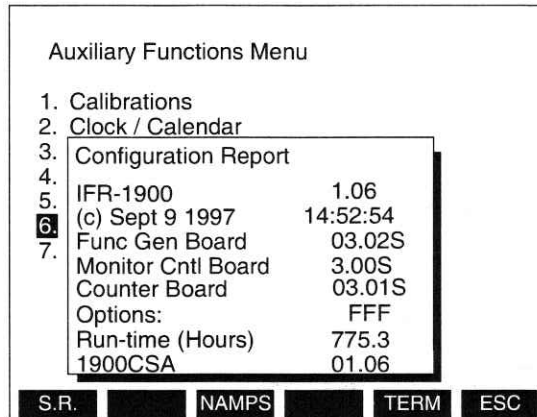 Auxiliary Functions Menu
1. Calibrations
2. Clock / Calendar
3.
4.
5.
6.
7.
Configuration Report
IFR-1900 1.06
(c) Sept 9 1997 14:52:54
Func Gen Board 03.02S
Monitor Cntl Board 3.00S
Counter Board 03.01S
Options: FFF
Run-time (Hours) 775.3
1900CSA 01.06
S.R. NAMPS TERM ESC